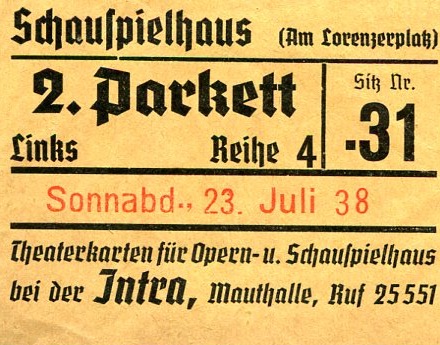 Schauſpielhaus (Am Lorenzerplatz)
2. Parkett
Links Reihe 4
Sitz Nr.
·31
Sonnabd., 23. Juli 38
Theaterkarten für Opern- u. Schauſpielhaus
bei der Intra, Mauthalle, Ruf 25551